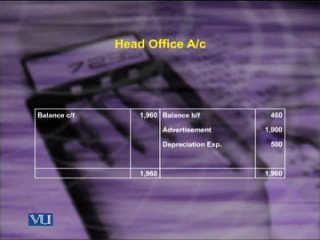 Head Office A/c
Balance c/f 1,960 Balance b/f 460
Advertisement 1,000
Depreciation Exp. 500
1,960 1,960
VU